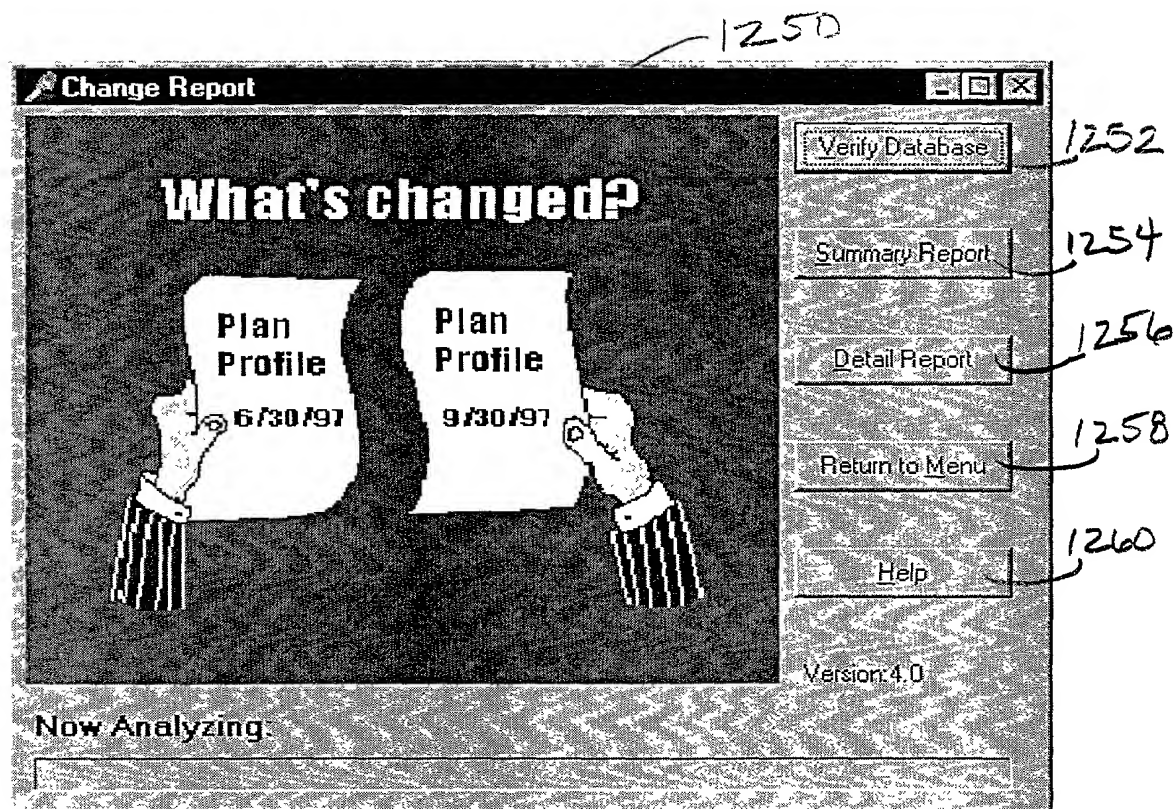 1250
Change Report
What's changed?
Plan
Profile
6/30/97
Plan
Profile
9/30/97
Verify Database
1252
Summary Report
1254
Detail Report
1256
Return to Menu
1258
Help
1260
Version:4.0
Now Analyzing: